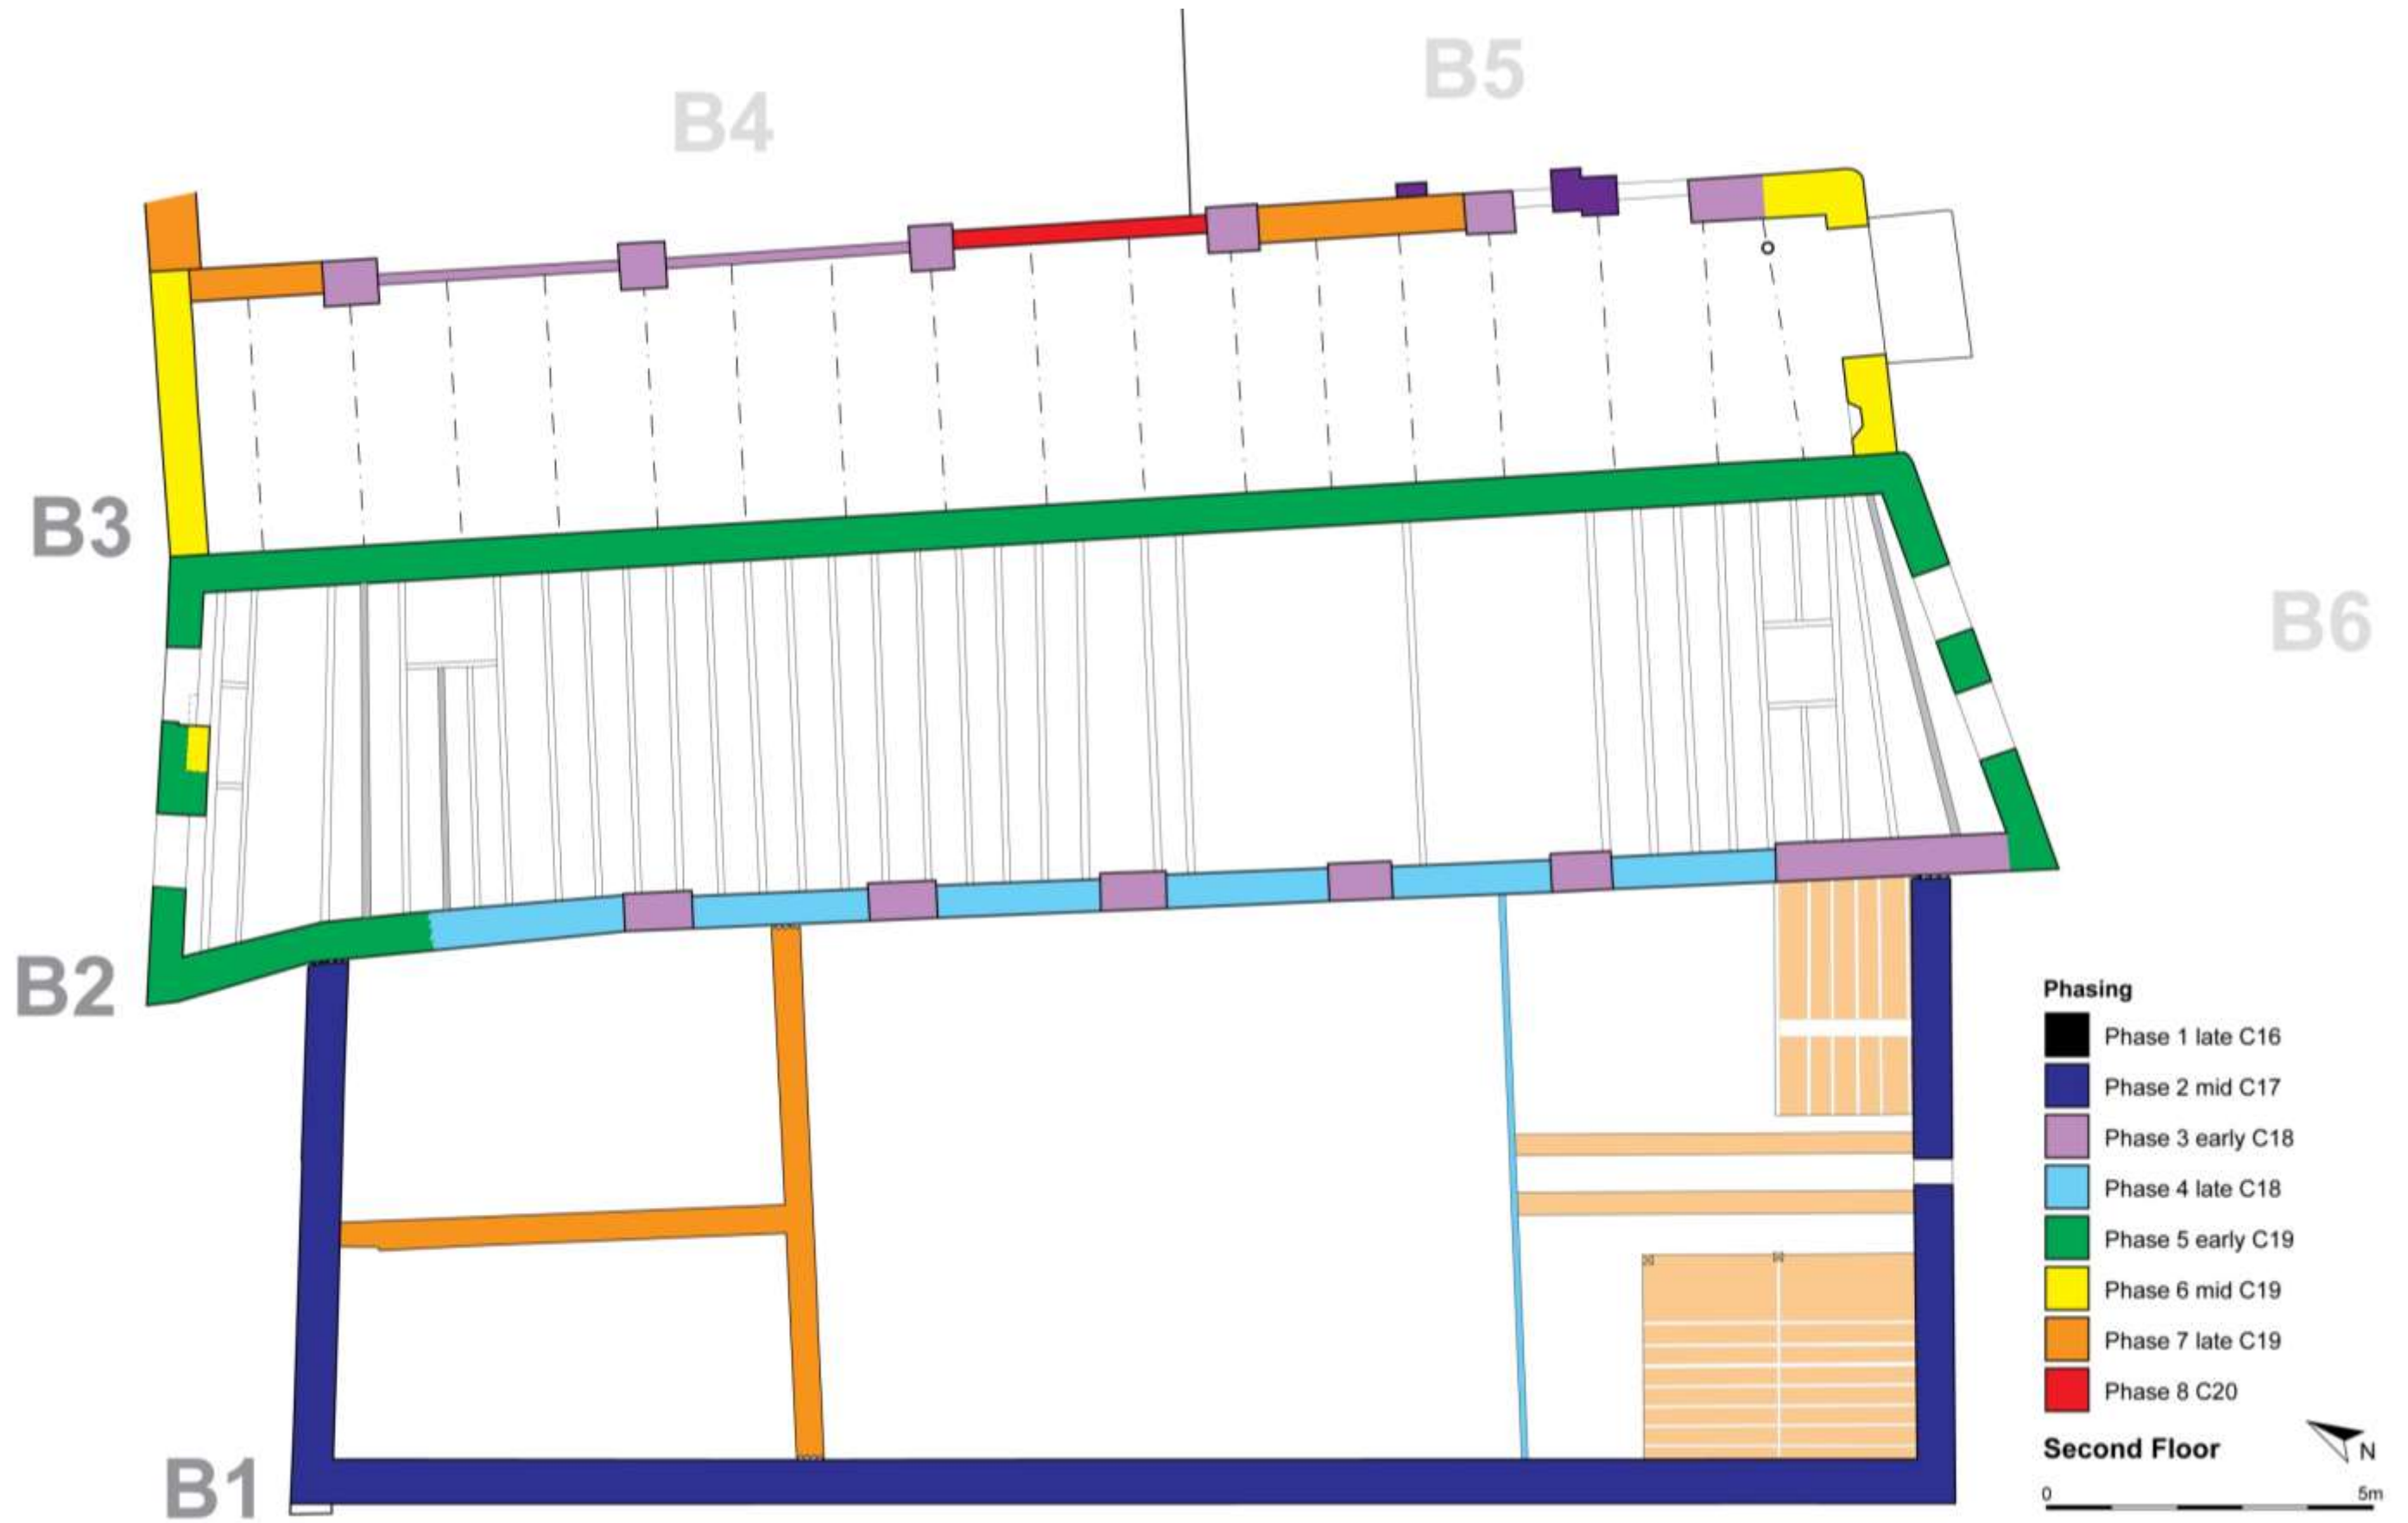 B5
B4
B3
B6
B2
B1
Phasing
Phase 1 late C16
Phase 2 mid C17
Phase 3 early C18
Phase 4 late C18
Phase 5 early C19
Phase 6 mid C19
Phase 7 late C19
Phase 8 C20
Second Floor
N
0 5m